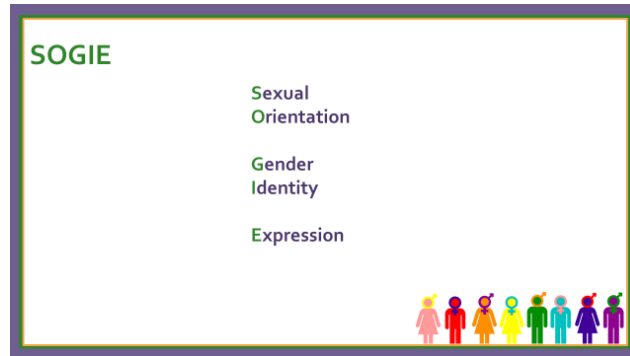 SOGIE
Sexual
Orientation
Gender
Identity
Expression